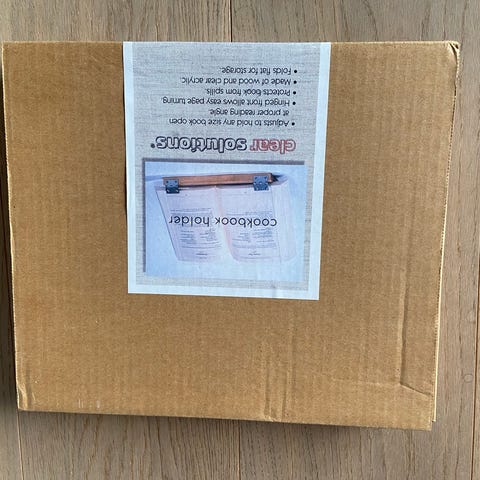 cookbook holder
clear solutions®
• Adjusts to hold any size book open
at proper reading angle
• Hinged front allows easy page turning
• Protects book from spills.
• Made of wood and clear acrylic
• Folds flat for storage.